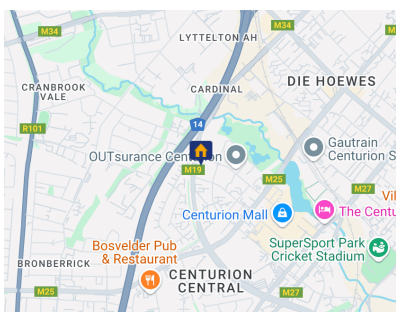 M34
M34
LYTTELTON AH
CRANBROOK
VALE
CARDINAL
DIE HOEWES
R101
14
OUTsurance Centurion
Gautrain
Centurion S
M19
M25
M27
Vil
Centurion Mall
The Centu
Bosvelder Pub
& Restaurant
SuperSport Park
Cricket Stadium
BRONBERRICK
CENTURION
CENTRAL
M25
M27